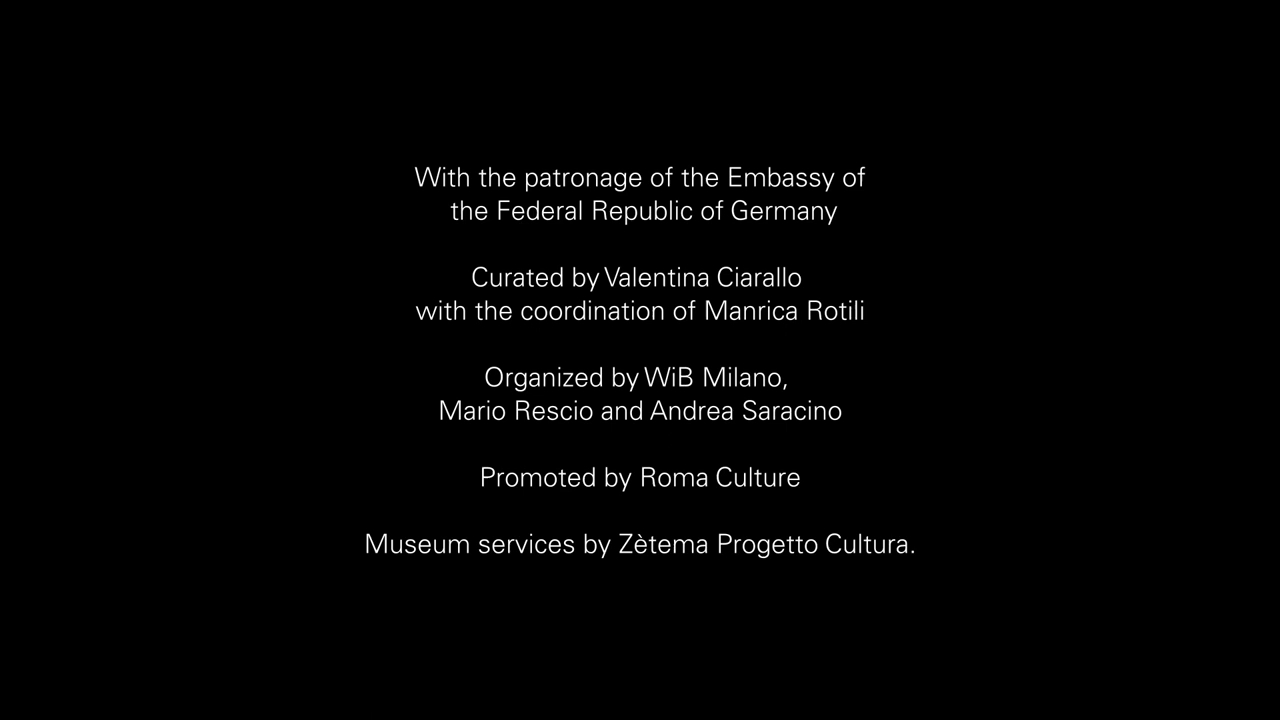 With the patronage of the Embassy of
the Federal Republic of Germany
Curated by Valentina Ciarallo
with the coordination of Manrica Rotili
Organized by WiB Milano,
Mario Rescio and Andrea Saracino
Promoted by Roma Culture
Museum services by Zètema Progetto Cultura.